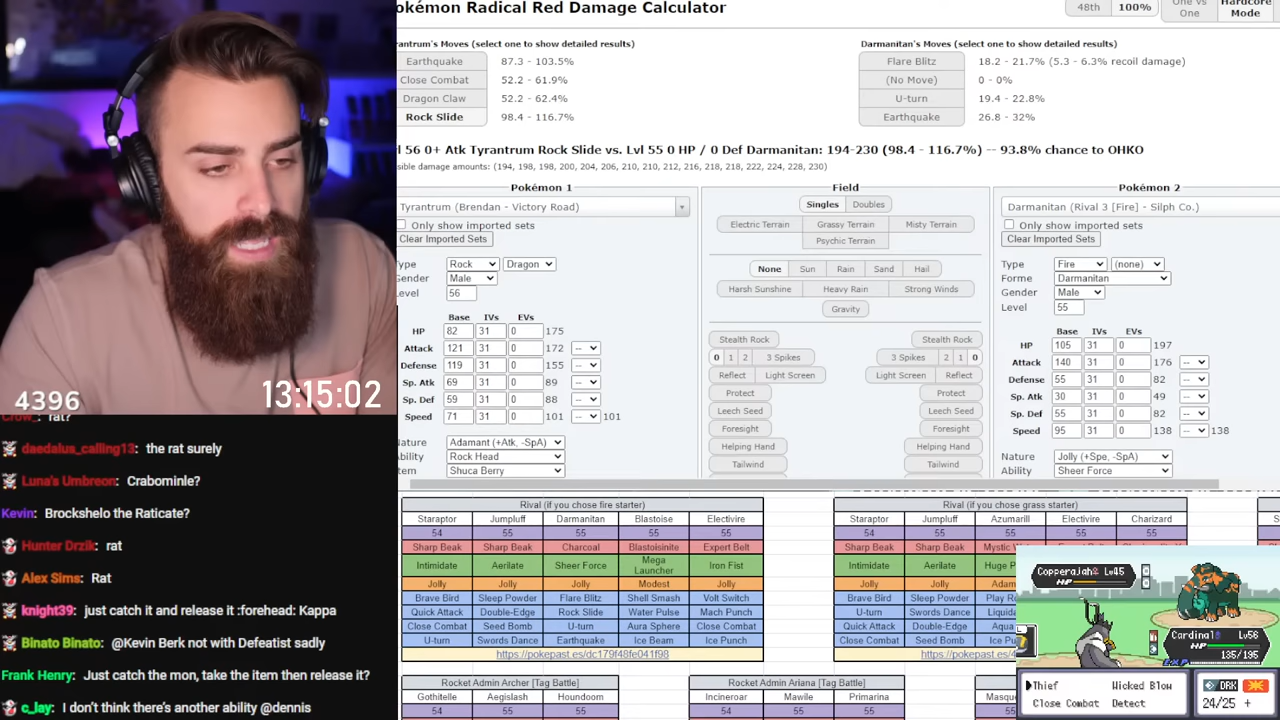 Pokémon Radical Red Damage Calculator
48th 100% One vs One Hardcore Mode
Tyrantrum's Moves (select one to show detailed results)
Earthquake 87.3 - 103.5%
Close Combat 52.2 - 61.9%
Dragon Claw 52.2 - 62.4%
Rock Slide 98.4 - 116.7%
Darmanitan's Moves (select one to show detailed results)
Flare Blitz 18.2 - 21.7% (5.3 - 6.3% recoil damage)
(No Move) 0 - 0%
U-turn 19.4 - 22.8%
Earthquake 26.8 - 32%
Lvl 56 0+ Atk Tyrantrum Rock Slide vs. Lvl 55 0 HP / 0 Def Darmanitan: 194-230 (98.4 - 116.7%) -- 93.8% chance to OHKO
Possible damage amounts: (194, 198, 198, 200, 204, 206, 210, 210, 212, 216, 218, 218, 222, 224, 228, 230)
Pokémon 1
Tyrantrum (Brendan - Victory Road)
Only show imported sets
Clear Imported Sets
Type Rock Dragon
Gender Male
Level 56
Base IVs EVs
HP 82 31 0 175
Attack 121 31 0 172 --
Defense 119 31 0 155 --
Sp. Atk 69 31 0 89 --
Sp. Def 59 31 0 88 --
Speed 71 31 0 101 -- 101
Nature Adamant (+Atk, -SpA)
Ability Rock Head
Item Shuca Berry
Field
Singles Doubles
Electric Terrain Grassy Terrain Misty Terrain
Psychic Terrain
None Sun Rain Sand Hail
Harsh Sunshine Heavy Rain Strong Winds
Gravity
Stealth Rock Stealth Rock
0 1 2 3 Spikes 3 Spikes 2 1 0
Reflect Light Screen Light Screen Reflect
Protect Protect
Leech Seed Leech Seed
Foresight Foresight
Helping Hand Helping Hand
Tailwind Tailwind
Pokémon 2
Darmanitan (Rival 3 [Fire] - Silph Co.)
Only show imported sets
Clear Imported Sets
Type Fire (none)
Forme Darmanitan
Gender Male
Level 55
Base IVs EVs
HP 105 31 0 197
Attack 140 31 0 176 --
Defense 55 31 0 82 --
Sp. Atk 30 31 0 49 --
Sp. Def 55 31 0 82 --
Speed 95 31 0 138 -- 138
Nature Jolly (+Spe, -SpA)
Ability Sheer Force
4396
13:15:02
rat?
daedalus_calling13: the rat surely
Luna's Umbreon: Crabominle?
Kevin: Brockshelo the Raticate?
Hunter Drzik: rat
Alex Sims: Rat
knight39: just catch it and release it :forehead: Kappa
Binato Binato: @Kevin Berk not with Defeatist sadly
Frank Henry: Just catch the mon, take the item then release it?
c_lay: I don't think there's another ability @dennis
Rival (if you chose fire starter)
Staraptor Jumpluff Darmanitan Blastoise Electivire
54 55 55 55 55
Sharp Beak Sharp Beak Charcoal Blastoisinite Expert Belt
Intimidate Aerilate Sheer Force Mega Launcher Iron Fist
Jolly Jolly Jolly Modest Jolly
Brave Bird Sleep Powder Flare Blitz Shell Smash Volt Switch
Quick Attack Double-Edge Rock Slide Water Pulse Mach Punch
Close Combat Seed Bomb U-turn Aura Sphere Fire Punch
U-turn Swords Dance Earthquake Ice Beam Ice Punch
https://pokepast.es/dc179f48fe041f98
Rival (if you chose grass starter)
Staraptor Jumpluff Azumarill Electivire Charizard
54 55 55 55 55
Sharp Beak Sharp Beak
Intimidate Aerilate
Jolly Jolly
Brave Bird Sleep Powder
U-turn Swords Dance
Quick Attack Double-Edge
Close Combat Seed Bomb
Rocket Admin Archer [Tag Battle]
Gothitelle Aegislash Houndoom
54 55 55
Rocket Admin Ariana [Tag Battle]
Incineroar Mawile Primarina
55 55 55
Copperajah Lv45
Cardinal Lv56
HP
135/195
EXP
Thief Wicked Blow
Close Combat Detect
DRK
24/25 +